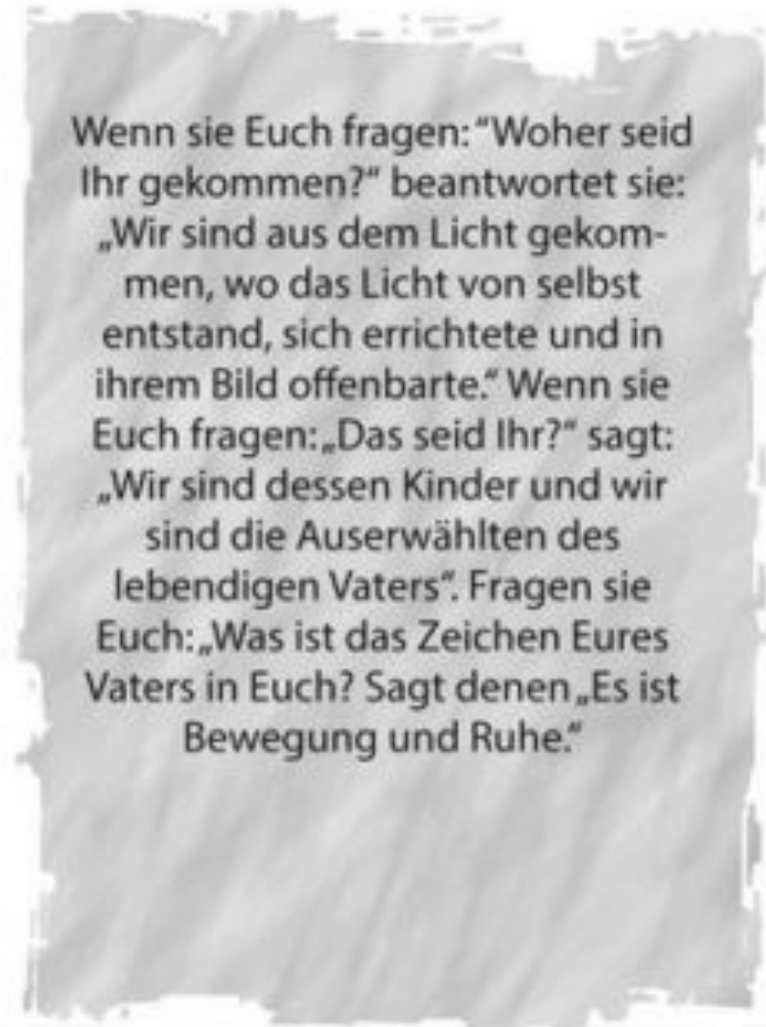 Wenn sie Euch fragen: “Woher seid
Ihr gekommen?“ beantwortet sie:
„Wir sind aus dem Licht gekom-
men, wo das Licht von selbst
entstand, sich errichtete und in
ihrem Bild offenbarte.“ Wenn sie
Euch fragen: „Das seid Ihr?“ sagt:
„Wir sind dessen Kinder und wir
sind die Auserwählten des
lebendigen Vaters“. Fragen sie
Euch: „Was ist das Zeichen Eures
Vaters in Euch? Sagt denen „Es ist
Bewegung und Ruhe.“